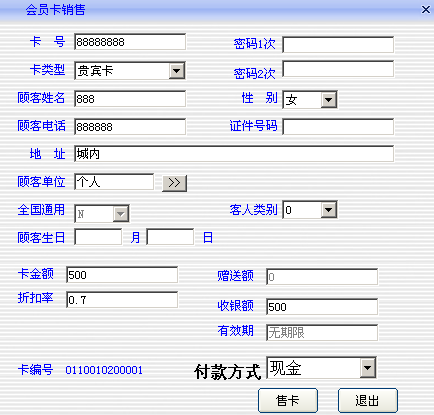 会员卡销售
卡 号 88888888 密码1次
卡类型 贵宾卡 密码2次
顾客姓名 888 性 别 女
顾客电话 888888 证件号码
地 址 城内
顾客单位 个人 >>
全国通用 N 客人类别 0
顾客生日 月 日
卡金额 500 赠送额 0
折扣率 0.7 收银额 500
有效期 无期限
卡编号 0110010200001 付款方式 现金
售卡 退出